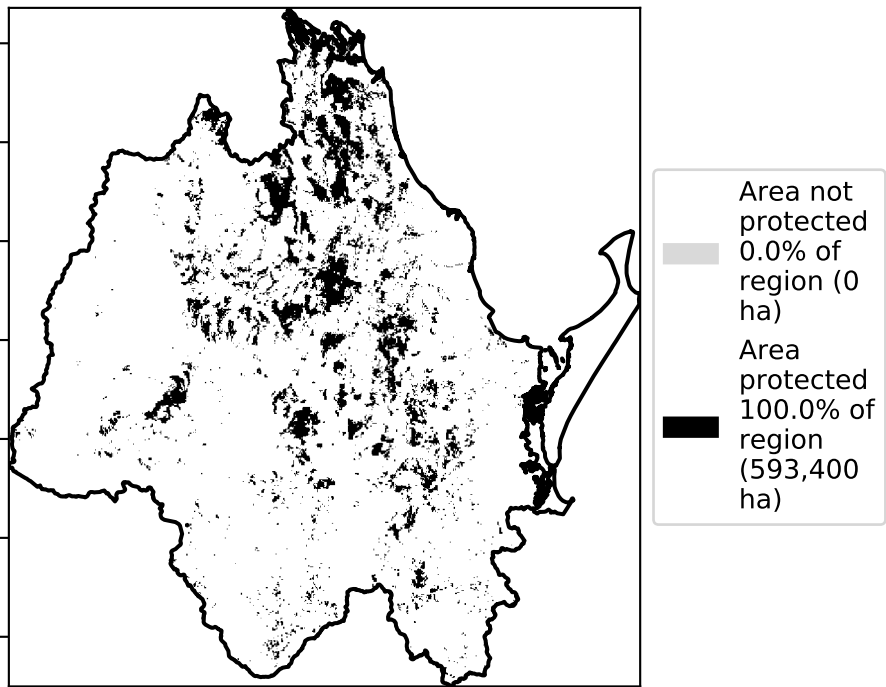 Area not
protected
0.0% of
region (0
ha)
Area
protected
100.0% of
region
(593,400
ha)